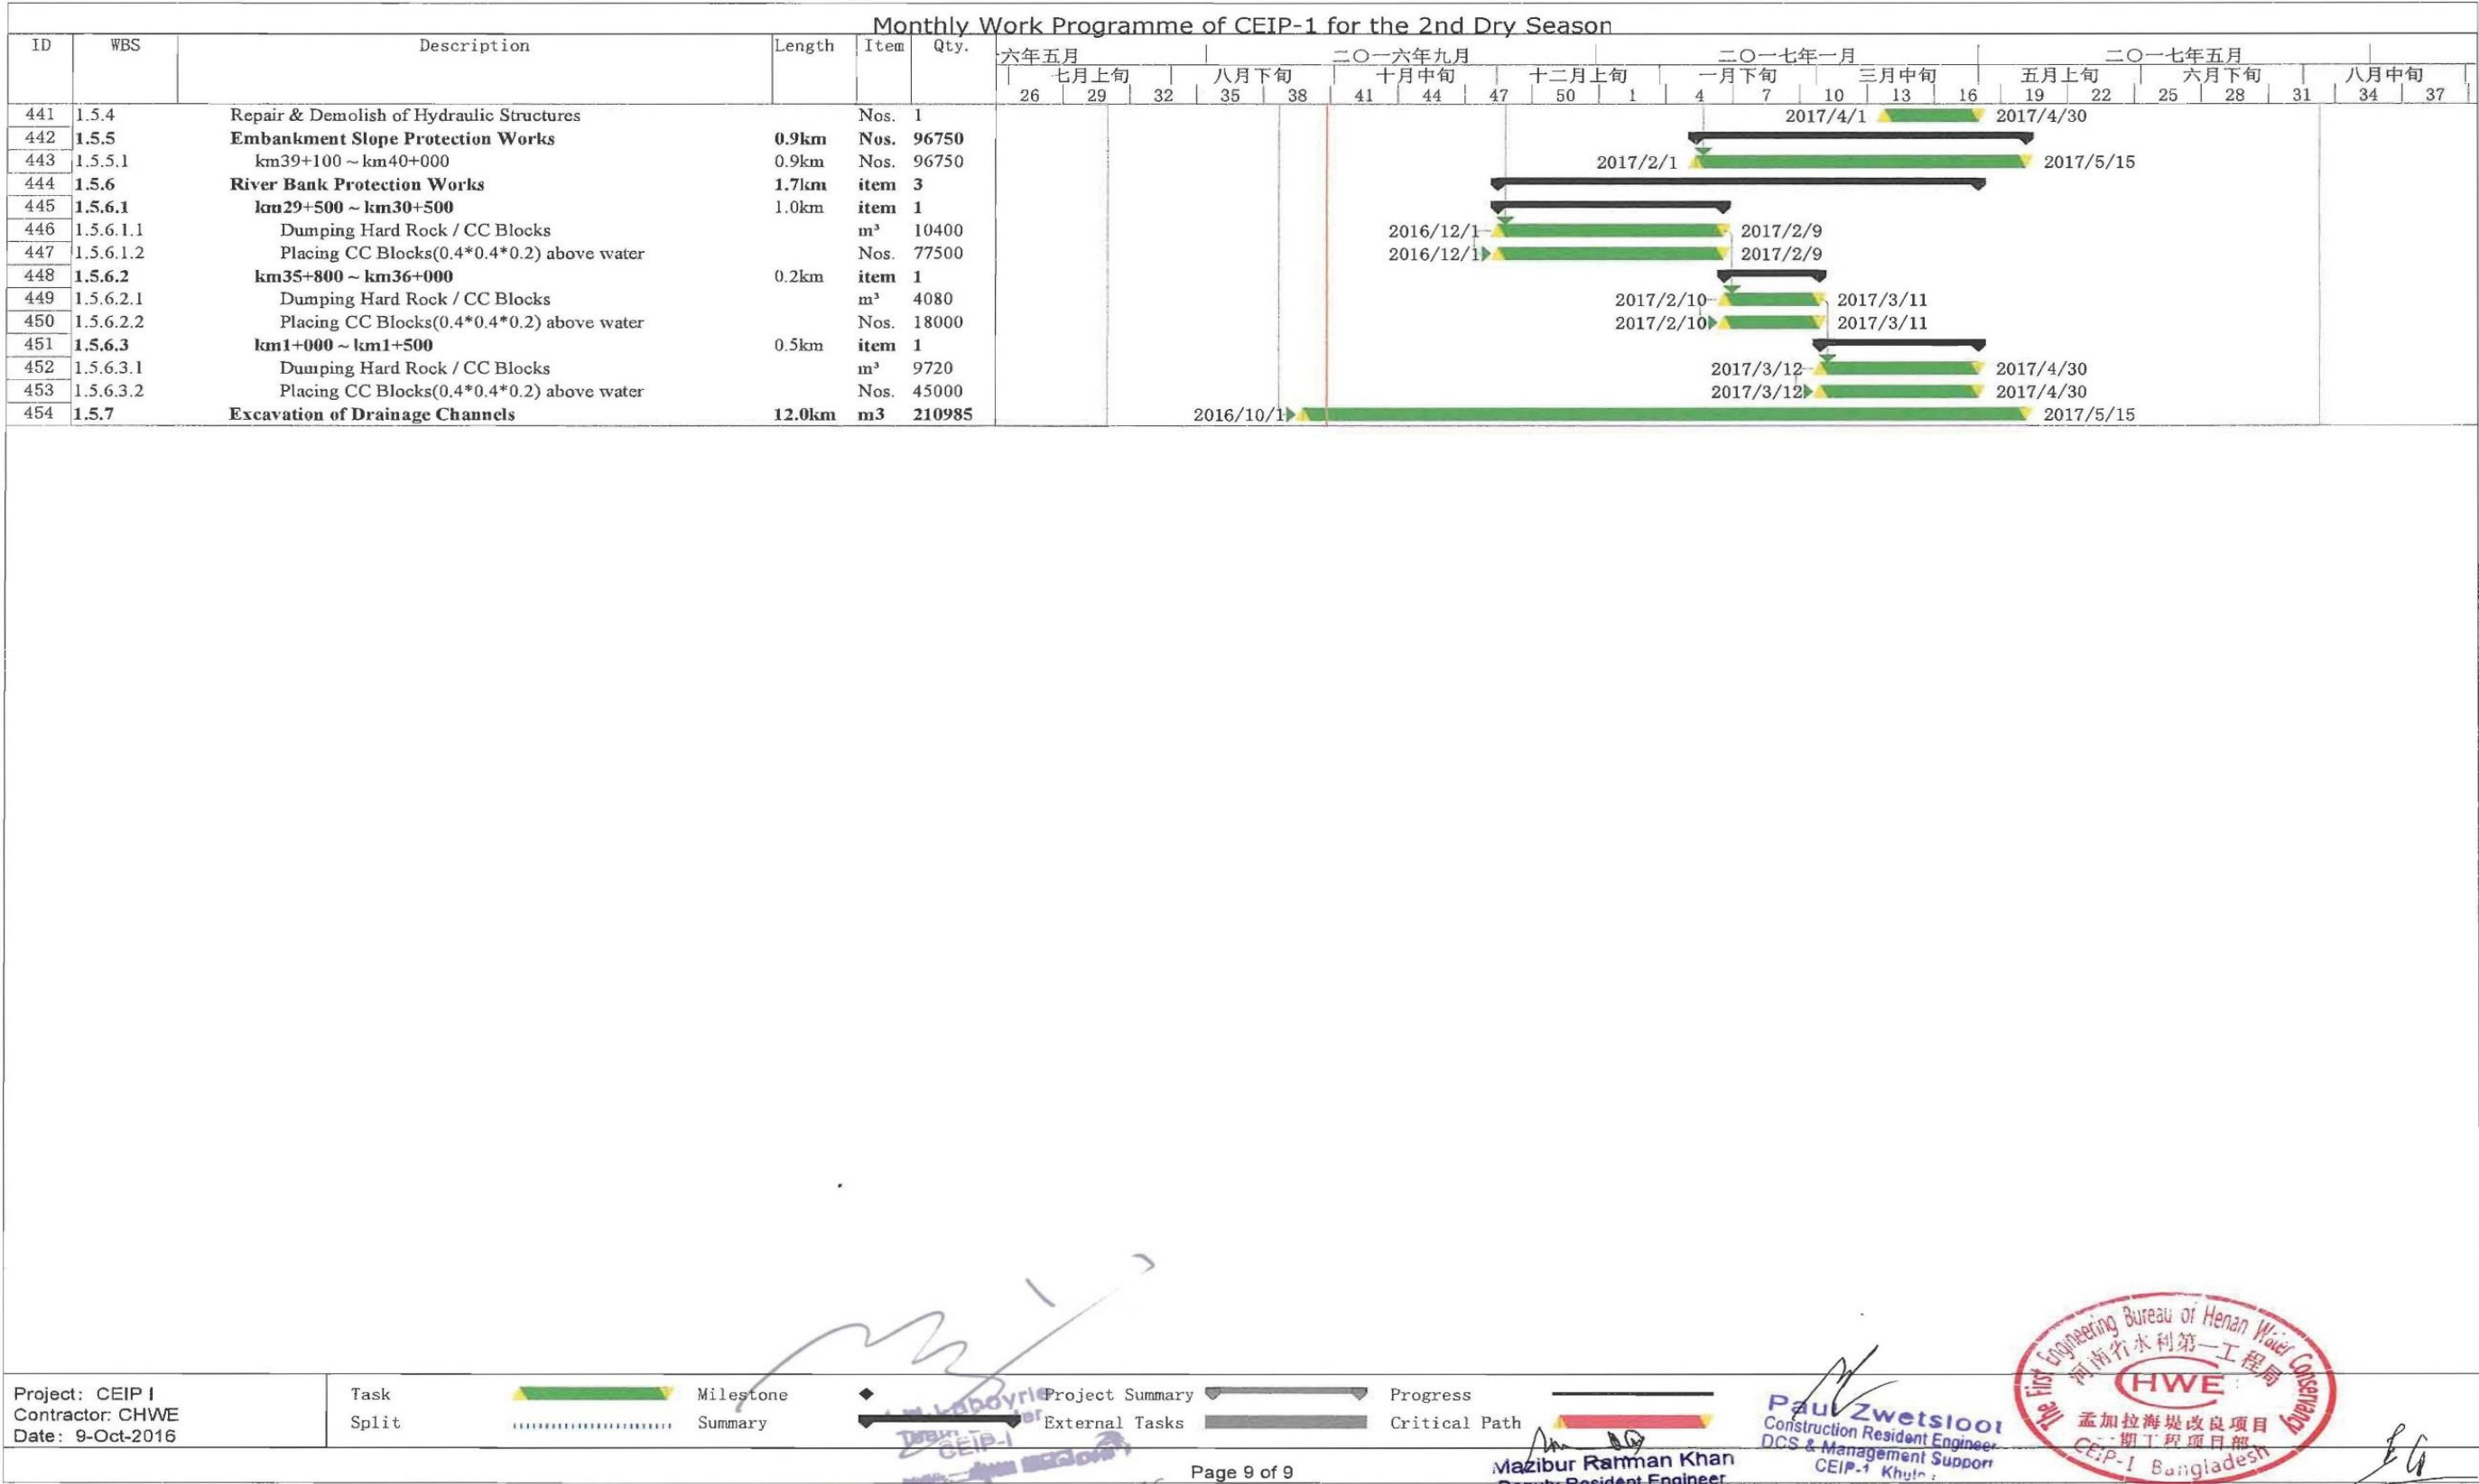 Monthly Work Programme of CEIP-1 for the 2nd Dry Season
ID WBS Description Length Item Qty.
六年五月 二〇一六年九月 二〇一七年一月 二〇一七年五月
七月上旬 八月下旬 十月中旬 十二月上旬 一月下旬 三月中旬 五月上旬 六月下旬 八月中旬
26 29 32 35 38 41 44 47 50 1 4 7 10 13 16 19 22 25 28 31 34 37
441 1.5.4 Repair & Demolish of Hydraulic Structures Nos. 1 2017/4/1 2017/4/30
442 1.5.5 Embankment Slope Protection Works 0.9km Nos. 96750
443 1.5.5.1 km39+100 ~ km40+000 0.9km Nos. 96750 2017/2/1 2017/5/15
444 1.5.6 River Bank Protection Works 1.7km item 3
445 1.5.6.1 km29+500 ~ km30+500 1.0km item 1
446 1.5.6.1.1 Dumping Hard Rock / CC Blocks m³ 10400 2016/12/1 2017/2/9
447 1.5.6.1.2 Placing CC Blocks(0.4*0.4*0.2) above water Nos. 77500 2016/12/1 2017/2/9
448 1.5.6.2 km35+800 ~ km36+000 0.2km item 1
449 1.5.6.2.1 Dumping Hard Rock / CC Blocks m³ 4080 2017/2/10 2017/3/11
450 1.5.6.2.2 Placing CC Blocks(0.4*0.4*0.2) above water Nos. 18000 2017/2/10 2017/3/11
451 1.5.6.3 km1+000 ~ km1+500 0.5km item 1
452 1.5.6.3.1 Dumping Hard Rock / CC Blocks m³ 9720 2017/3/12 2017/4/30
453 1.5.6.3.2 Placing CC Blocks(0.4*0.4*0.2) above water Nos. 45000 2017/3/12 2017/4/30
454 1.5.7 Excavation of Drainage Channels 12.0km m3 210985 2016/10/1 2017/5/15
Project: CEIP I
Contractor: CHWE
Date: 9-Oct-2016
Task Milestone Project Summary Progress
Split Summary External Tasks Critical Path
CEIP-I
Page 9 of 9
Mazibur Rahman Khan
Deputy Resident Engineer
Paul Zwetsloot
Construction Resident Engineer
DCS & Management Support
CEIP-1
The First Engineering Bureau of Henan Water Conservancy
河南省水利第一工程局
HWE
孟加拉海堤改良项目
一期工程项目部
CEIP-I Bangladesh